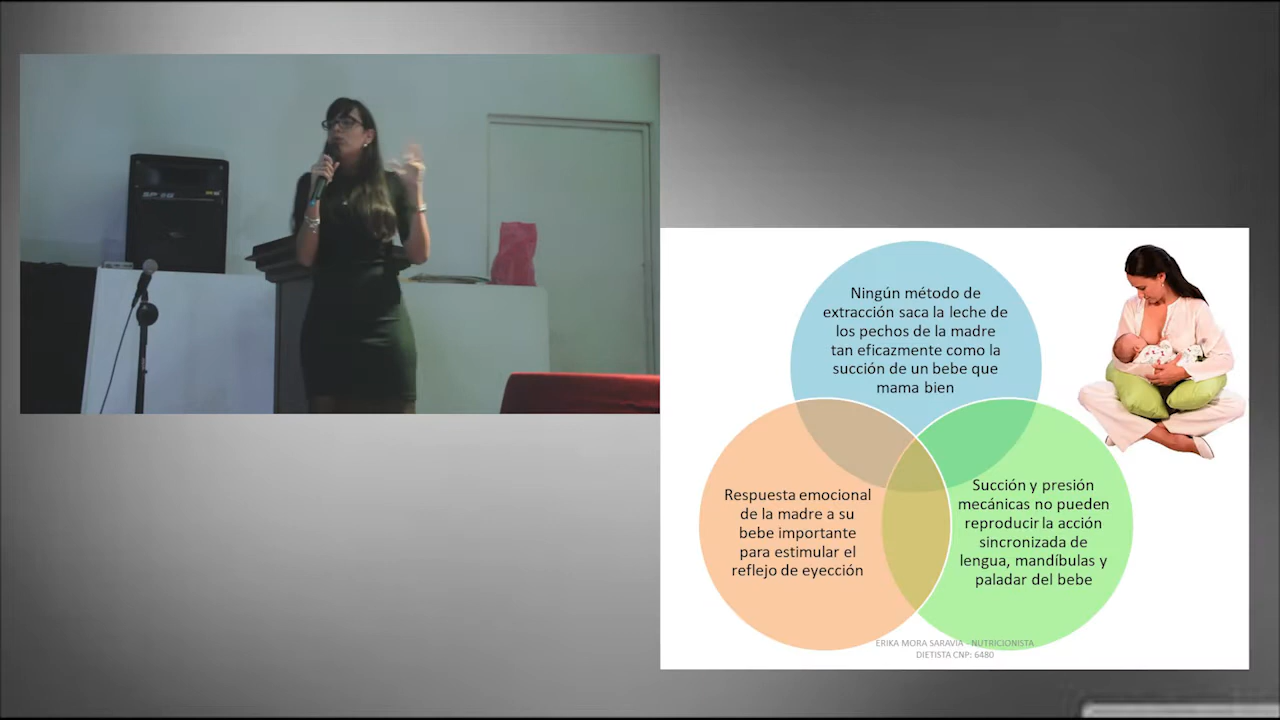 SP 2G
Ningún método de
extracción saca la leche de
los pechos de la madre
tan eficazmente como la
succión de un bebe que
mama bien
Respuesta emocional
de la madre a su
bebe importante
para estimular el
reflejo de eyección
Succión y presión
mecánicas no pueden
reproducir la acción
sincronizada de
lengua, mandíbulas y
paladar del bebe
ERIKA MORA SARAVIA - NUTRICIONISTA
DIETISTA CNP: 6480